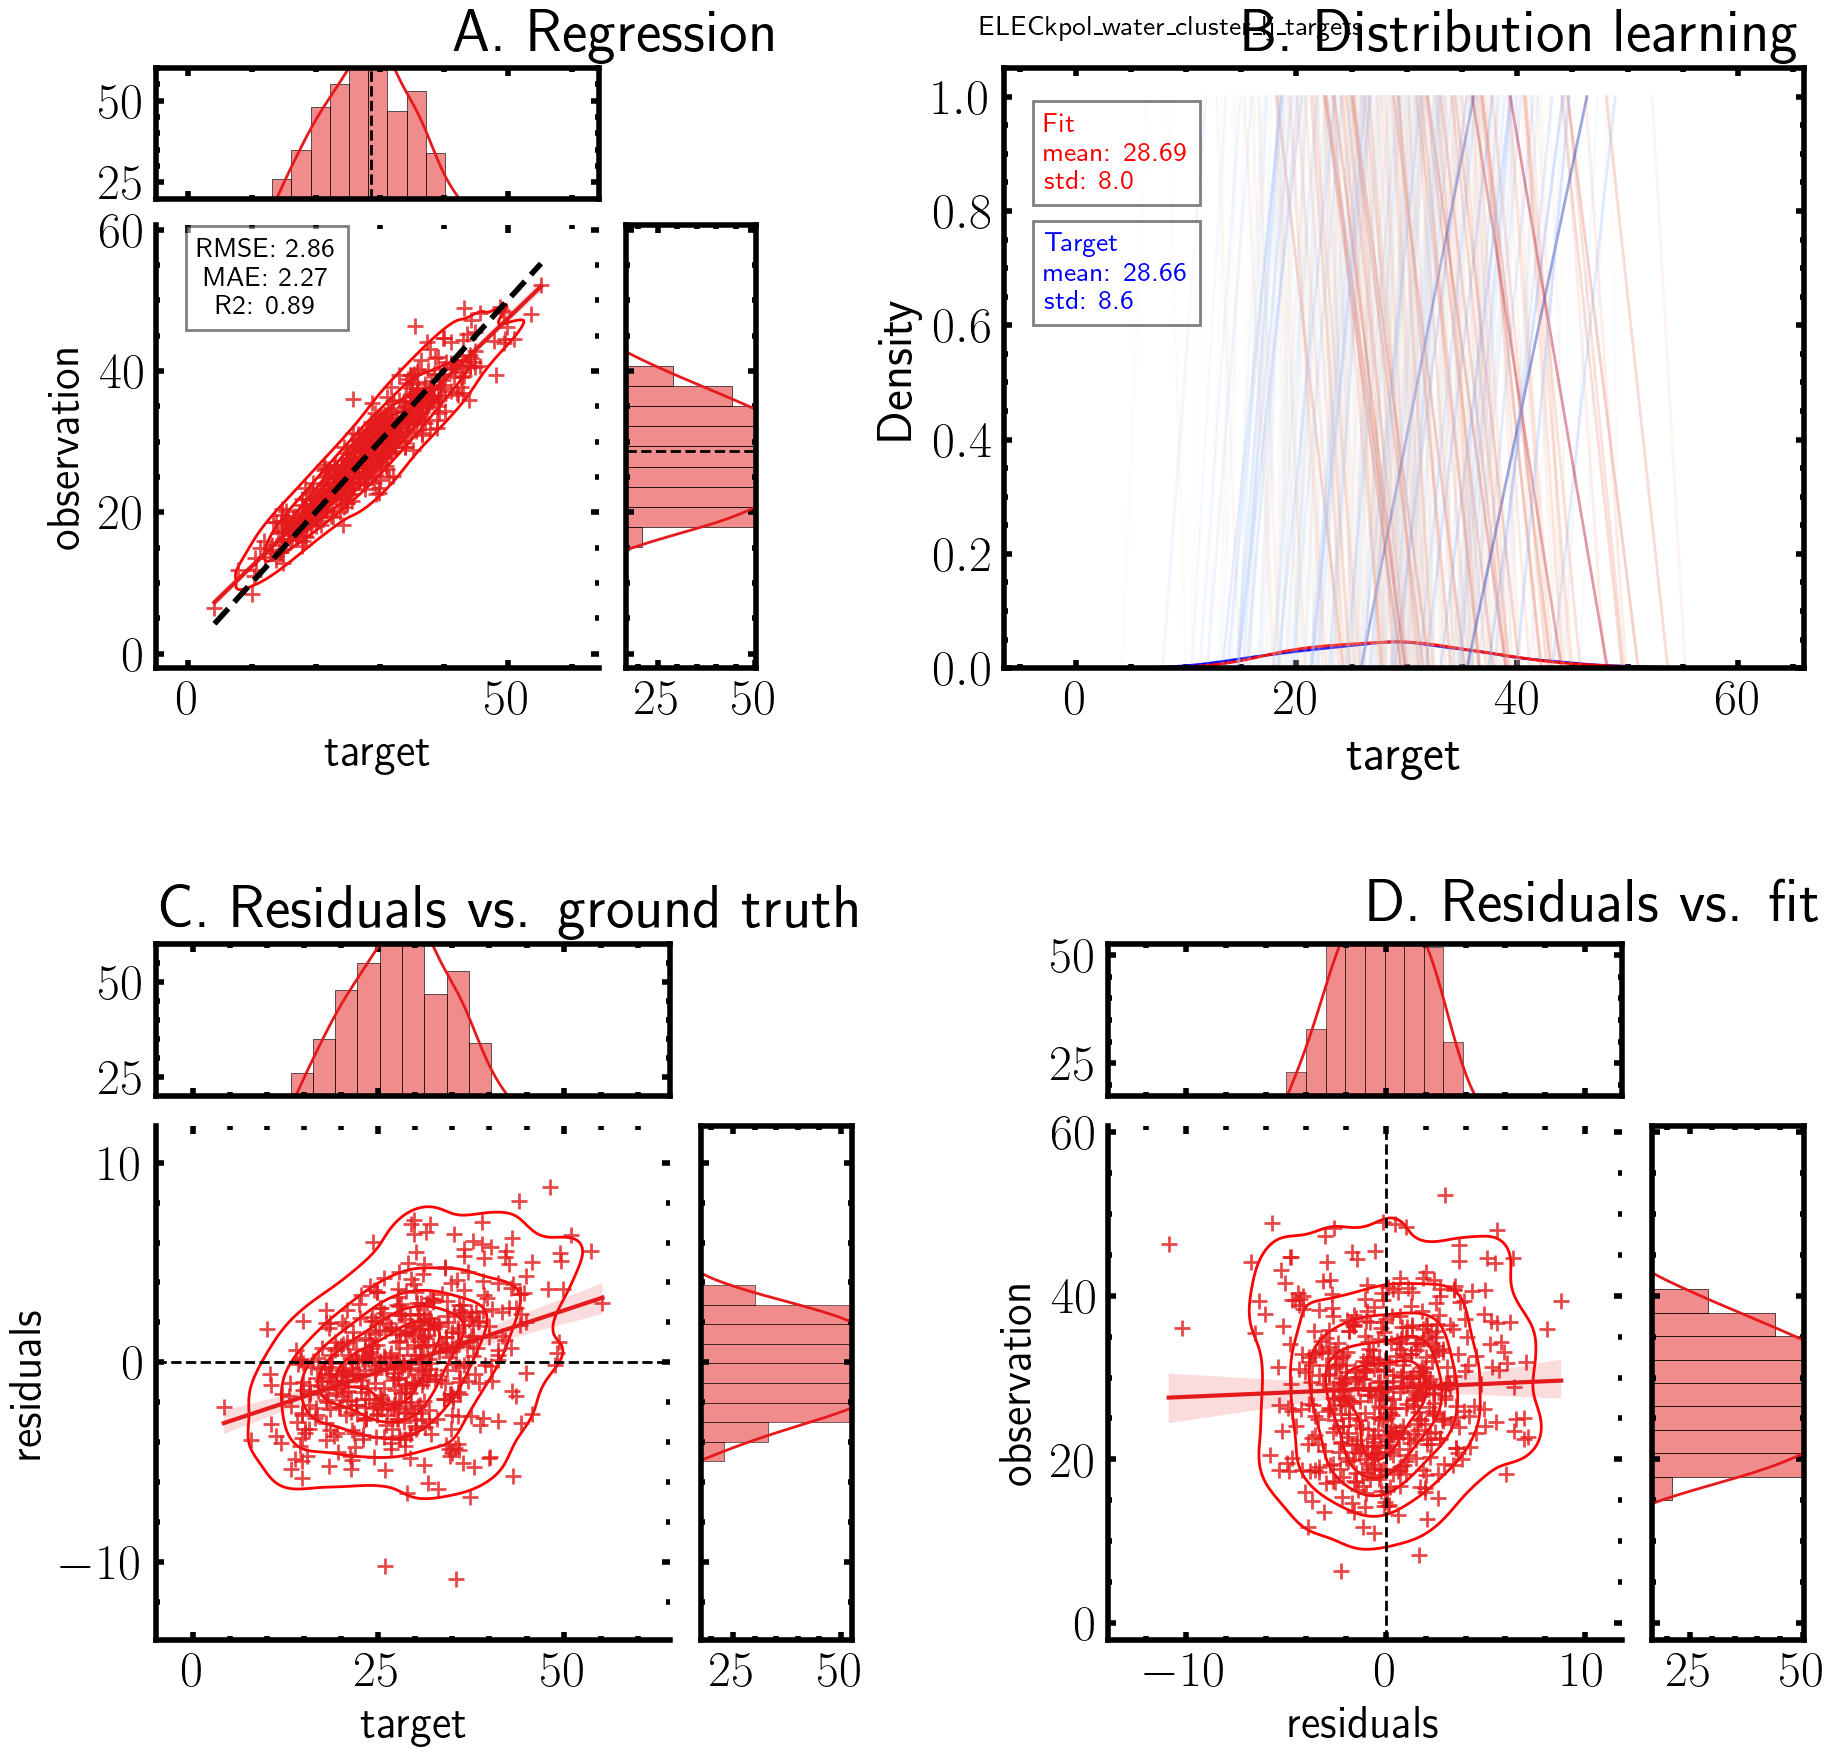 A. Regression
50
25
60
40
20
0
RMSE: 2.86
MAE: 2.27
R2: 0.89
observation
0
50
25
50
target
ELECkpol_water_cluster_lj_targets
B. Distribution learning
1.0
0.8
0.6
0.4
0.2
0.0
Fit
mean: 28.69
std: 8.0
Target
mean: 28.66
std: 8.6
Density
0
20
40
60
target
C. Residuals vs. ground truth
50
25
10
0
−10
residuals
0
25
50
25
50
target
D. Residuals vs. fit
50
25
60
40
20
0
observation
−10
0
10
25
50
residuals